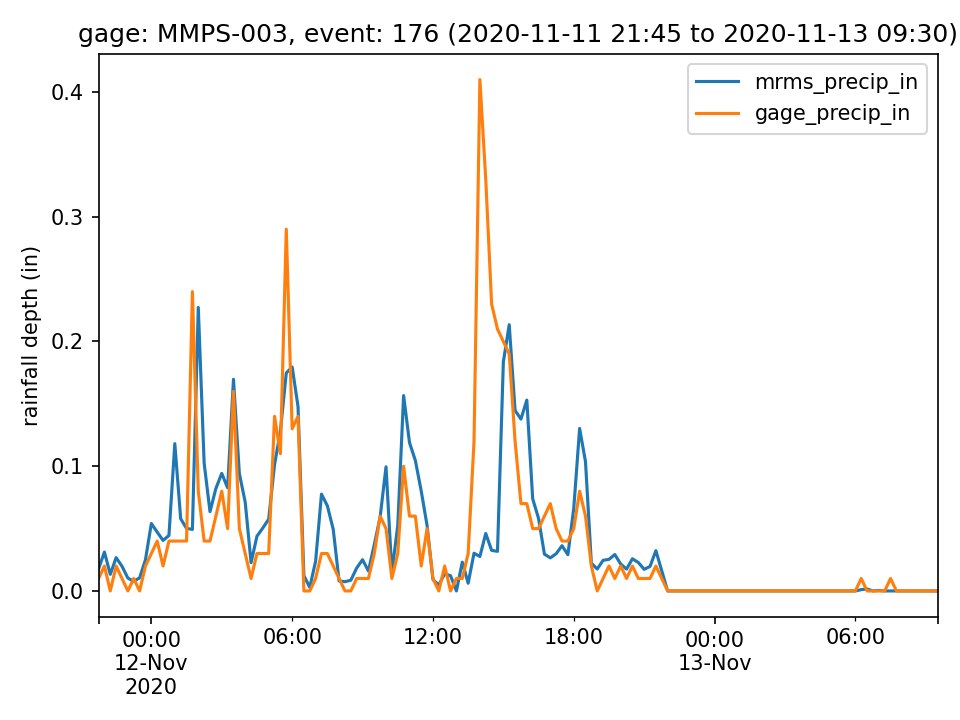 gage: MMPS-003, event: 176 (2020-11-11 21:45 to 2020-11-13 09:30)
mrms_precip_in
gage_precip_in
rainfall depth (in)
0.4
0.3
0.2
0.1
0.0
00:00 06:00 12:00 18:00 00:00 06:00
12-Nov 13-Nov
2020